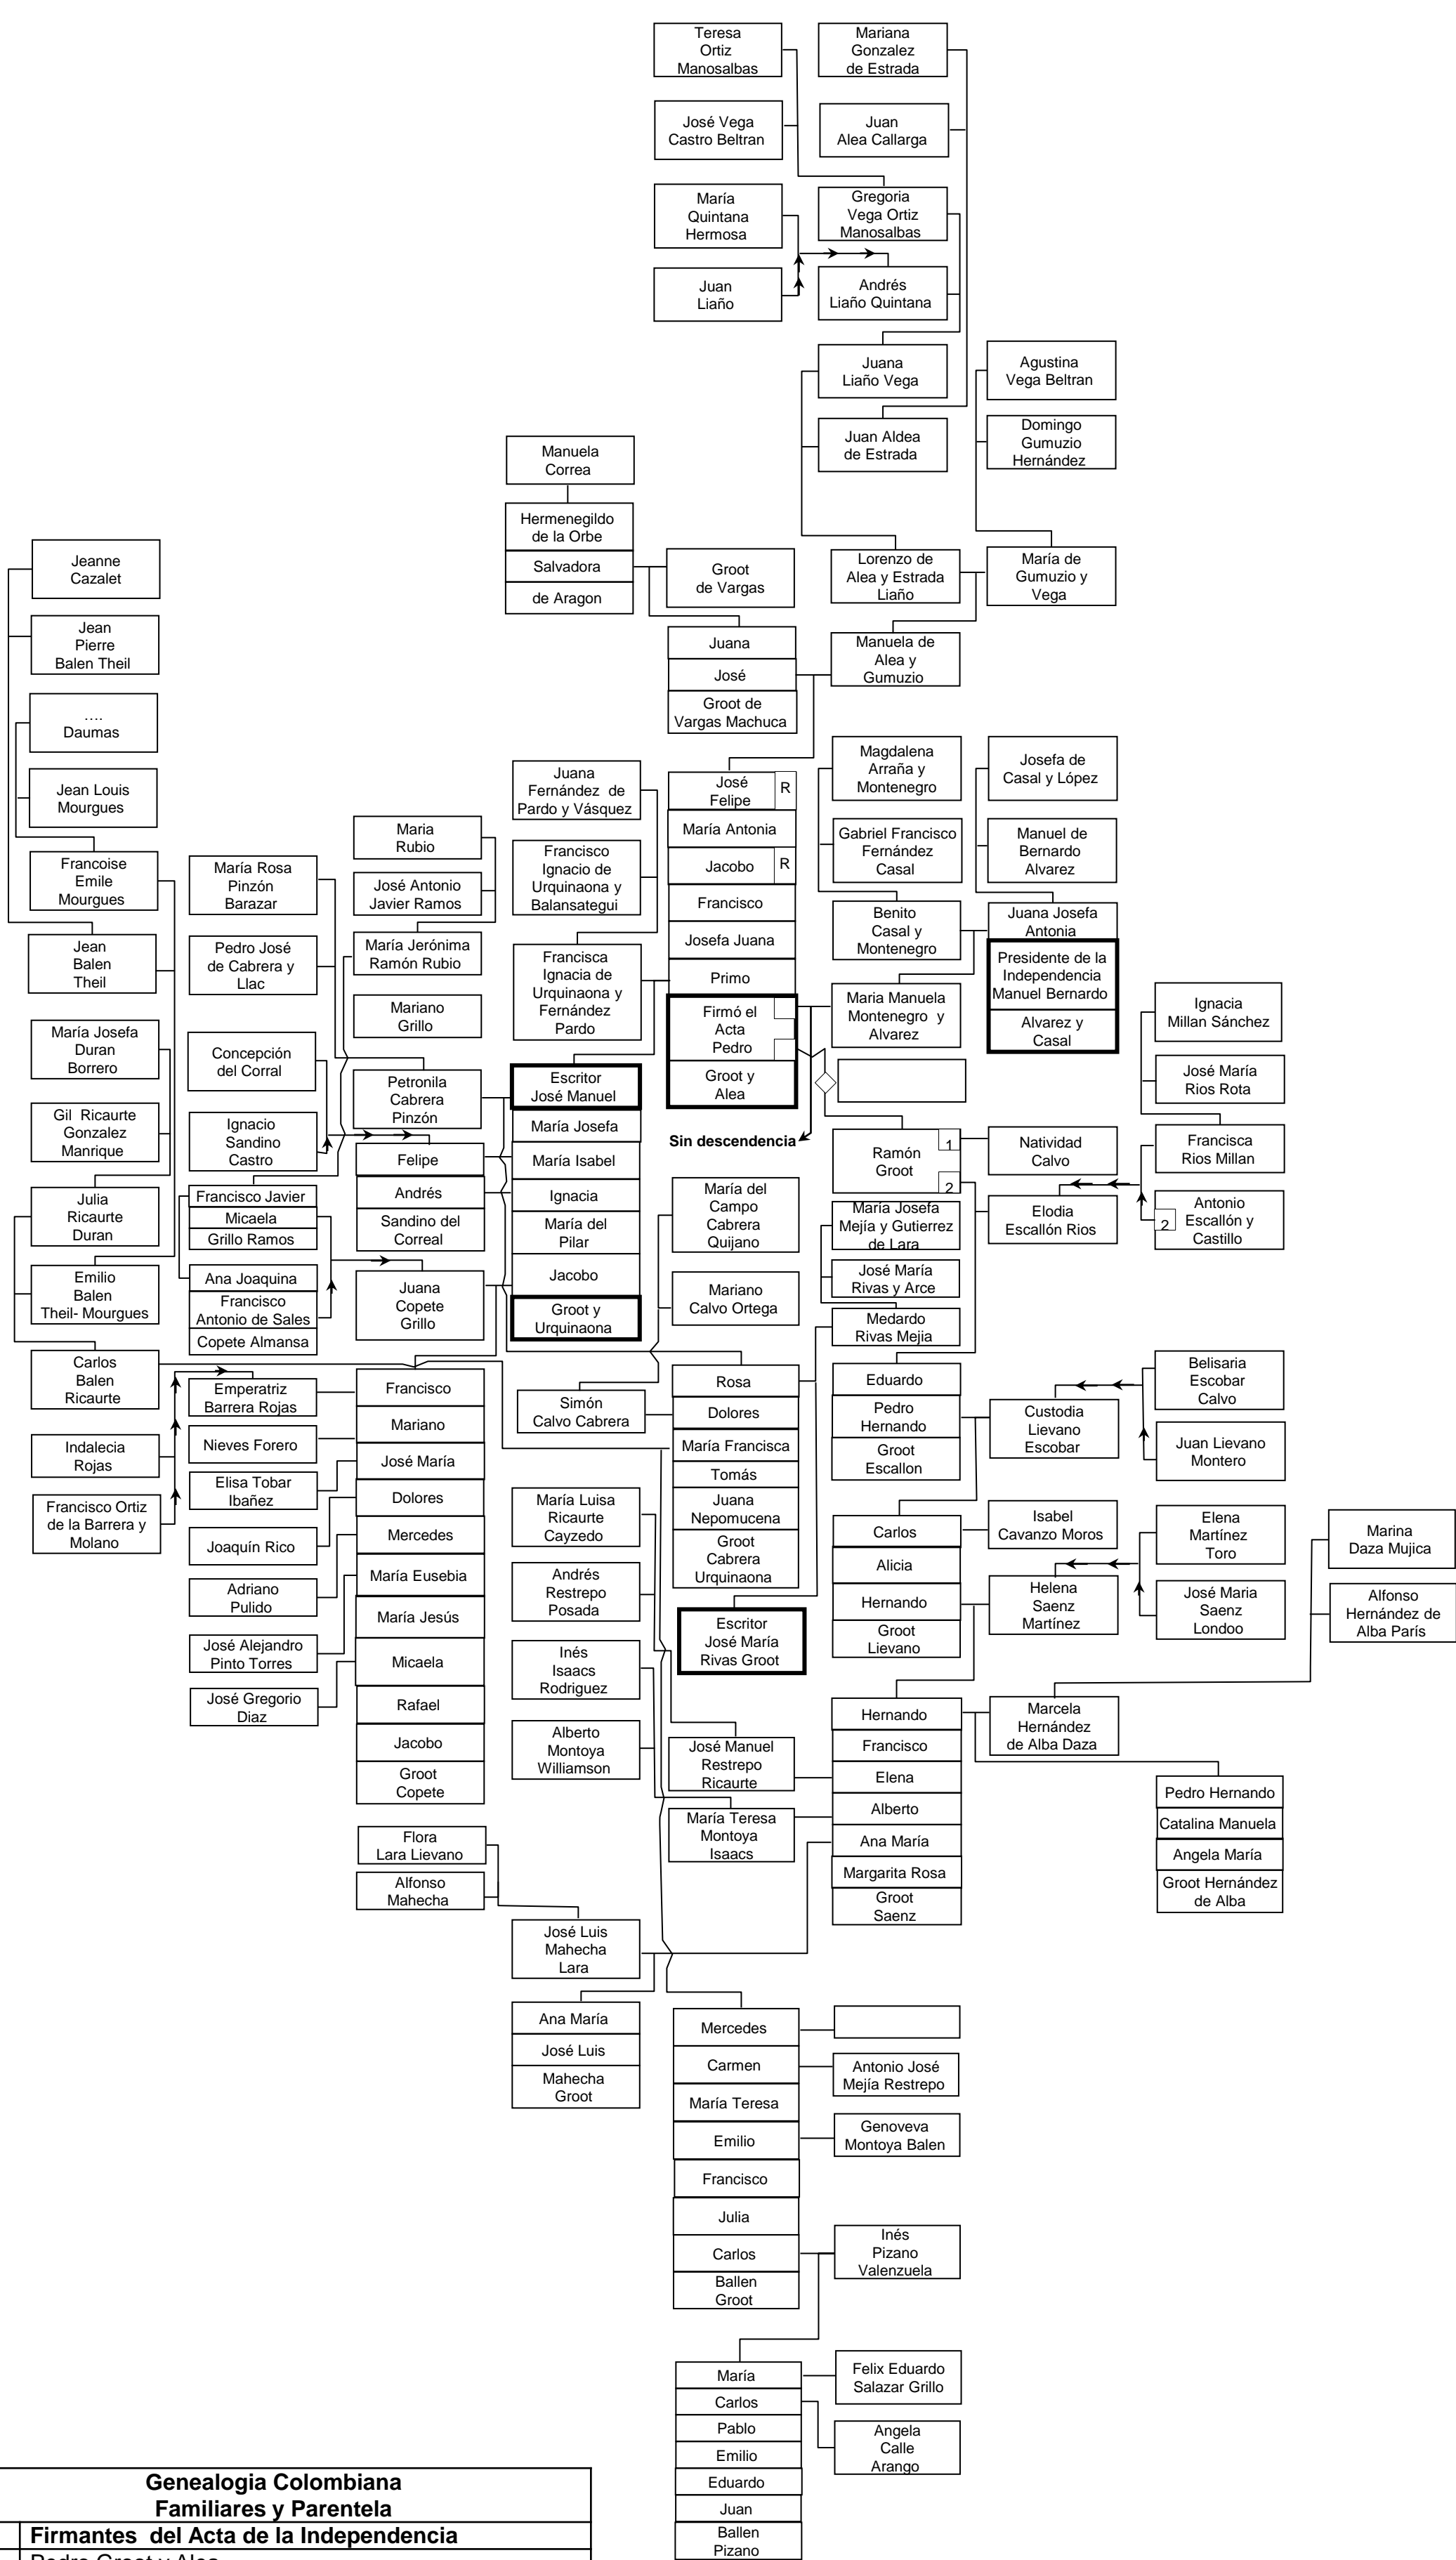 Teresa
Ortiz
Manosalbas
Mariana
Gonzalez
de Estrada
José Vega
Castro Beltran
Juan
Alea Callarga
María
Quintana
Hermosa
Gregoria
Vega Ortiz
Manosalbas
Juan
Liaño
Andrés
Liaño Quintana
Juana
Liaño Vega
Agustina
Vega Beltran
Juan Aldea
de Estrada
Domingo
Gumuzio
Hernández
Manuela
Correa
Hermenegildo
de la Orbe
Salvadora
de Aragon
Groot
de Vargas
Lorenzo de
Alea y Estrada
Liaño
María de
Gumuzio y
Vega
Jeanne
Cazalet
Jean
Pierre
Balen Theil
Juana
José
Groot de
Vargas Machuca
Manuela de
Alea y
Gumuzio
....
Daumas
Jean Louis
Mourgues
Juana
Fernández  de
Pardo y Vásquez
José
Felipe
R
María Antonia
Jacobo
R
Francisco
Josefa Juana
Primo
Firmó el
Acta
Pedro
Groot y
Alea
Magdalena
Arraña y
Montenegro
Josefa de
Casal y López
Gabriel Francisco
Fernández
Casal
Manuel de
Bernardo
Alvarez
Maria
Rubio
José Antonio
Javier Ramos
Francisco
Ignacio de
Urquinaona y
Balansategui
Francoise
Emile
Mourgues
María Rosa
Pinzón
Barazar
Benito
Casal y
Montenegro
Juana Josefa
Antonia
Presidente de la
Independencia
Manuel Bernardo
Alvarez y
Casal
Jean
Balen
Theil
Pedro José
de Cabrera y
Llac
María Jerónima
Ramón Rubio
Francisca
Ignacia de
Urquinaona y
Fernández
Pardo
Mariano
Grillo
Maria Manuela
Montenegro  y
Alvarez
Ignacia
Millan Sánchez
María Josefa
Duran
Borrero
Concepción
del Corral
Petronila
Cabrera
Pinzón
Escritor
José Manuel
María Josefa
María Isabel
Ignacia
María del
Pilar
Jacobo
Groot y
Urquinaona
José María
Rios Rota
Gil  Ricaurte
Gonzalez
Manrique
Ignacio
Sandino
Castro
Felipe
Andrés
Sandino del
Correal
Sin descendencia
Ramón
Groot
1
2
Natividad
Calvo
Francisca
Rios Millan
Julia
Ricaurte
Duran
Francisco Javier
Micaela
Grillo Ramos
María del
Campo
Cabrera
Quijano
María Josefa
Mejía y Gutierrez
de Lara
Elodia
Escallón Rios
2
Antonio
Escallón y
Castillo
Emilio
Balen
Theil- Mourgues
Ana Joaquina
Francisco
Antonio de Sales
Copete Almansa
Juana
Copete
Grillo
Mariano
Calvo Ortega
José María
Rivas y Arce
Medardo
Rivas Mejia
Carlos
Balen
Ricaurte
Emperatriz
Barrera Rojas
Francisco
Mariano
José María
Dolores
Mercedes
María Eusebia
María Jesús
Micaela
Rafael
Jacobo
Groot
Copete
Simón
Calvo Cabrera
Rosa
Dolores
María Francisca
Tomás
Juana
Nepomucena
Groot
Cabrera
Urquinaona
Eduardo
Pedro
Hernando
Groot
Escallon
Custodia
Lievano
Escobar
Belisaria
Escobar
Calvo
Juan Lievano
Montero
Indalecia
Rojas
Nieves Forero
Elisa Tobar
Ibañez
Francisco Ortiz
de la Barrera y
Molano
Joaquín Rico
Adriano
Pulido
José Alejandro
Pinto Torres
José Gregorio
Diaz
María Luisa
Ricaurte
Cayzedo
Andrés
Restrepo
Posada
Inés
Isaacs
Rodriguez
Alberto
Montoya
Williamson
Carlos
Alicia
Hernando
Groot
Lievano
Isabel
Cavanzo Moros
Elena
Martínez
Toro
Marina
Daza Mujica
Helena
Saenz
Martínez
José Maria
Saenz
Londoo
Alfonso
Hernández de
Alba París
Escritor
José María
Rivas Groot
Hernando
Francisco
Elena
Alberto
Ana María
Margarita Rosa
Groot
Saenz
Marcela
Hernández
de Alba Daza
José Manuel
Restrepo
Ricaurte
María Teresa
Montoya
Isaacs
Pedro Hernando
Catalina Manuela
Angela María
Groot Hernández
de Alba
Flora
Lara Lievano
Alfonso
Mahecha
José Luis
Mahecha
Lara
Ana María
José Luis
Mahecha
Groot
Mercedes
Carmen
María Teresa
Emilio
Francisco
Julia
Carlos
Ballen
Groot
Antonio José
Mejía Restrepo
Genoveva
Montoya Balen
Inés
Pizano
Valenzuela
María
Carlos
Pablo
Emilio
Eduardo
Juan
Ballen
Pizano
Felix Eduardo
Salazar Grillo
Angela
Calle
Arango
Genealogia Colombiana
Familiares y Parentela
Firmantes  del Acta de la Independencia
Pedro Groot y Alea